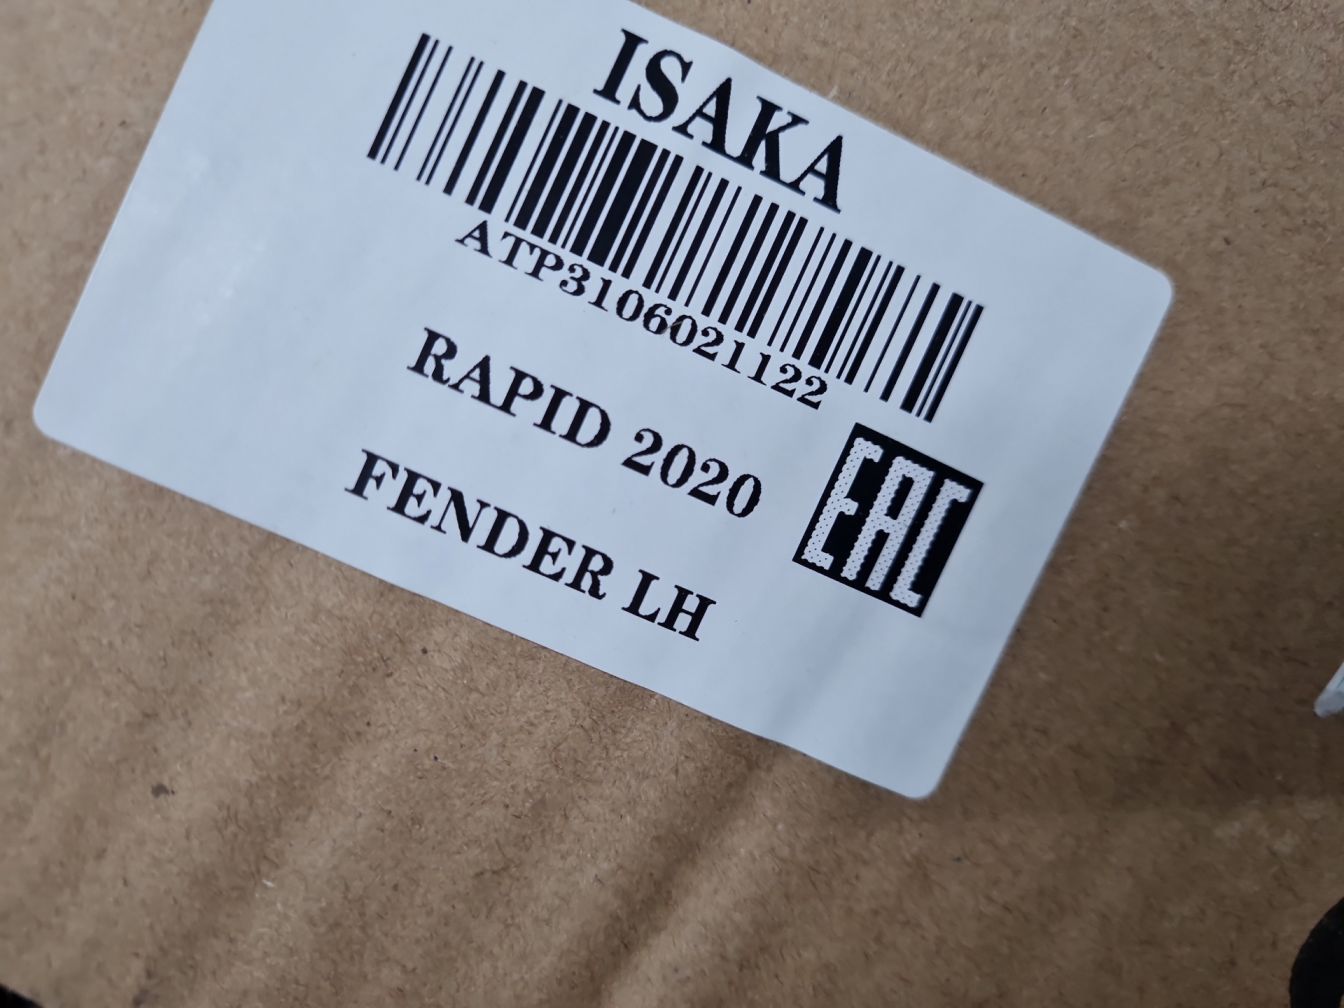 ISAKA
ATP3106021122
RAPID 2020
EAC
FENDER LH